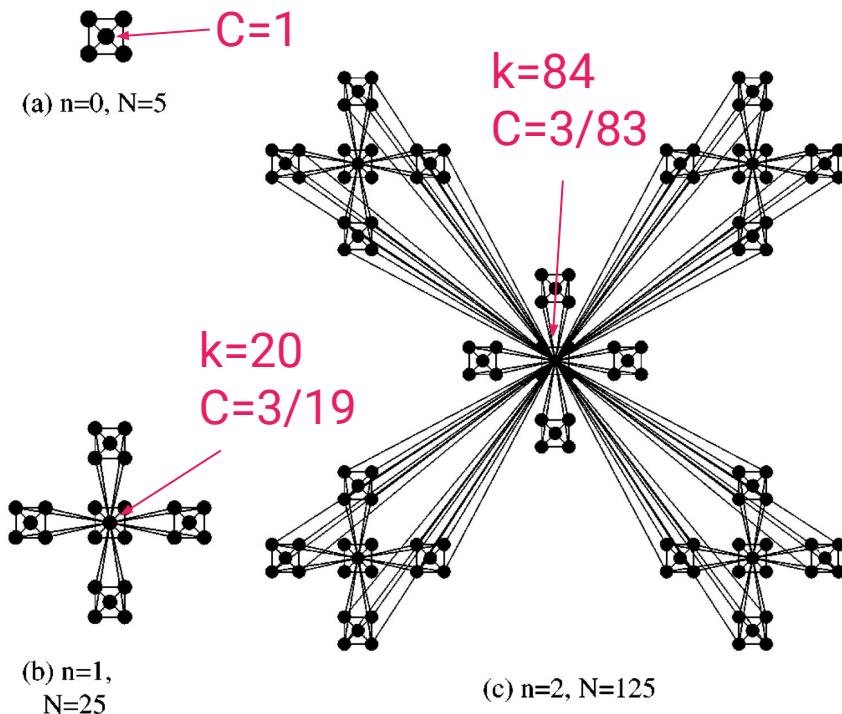 C=1
(a) n=0, N=5
k=84
C=3/83
k=20
C=3/19
(b) n=1,
N=25
(c) n=2, N=125